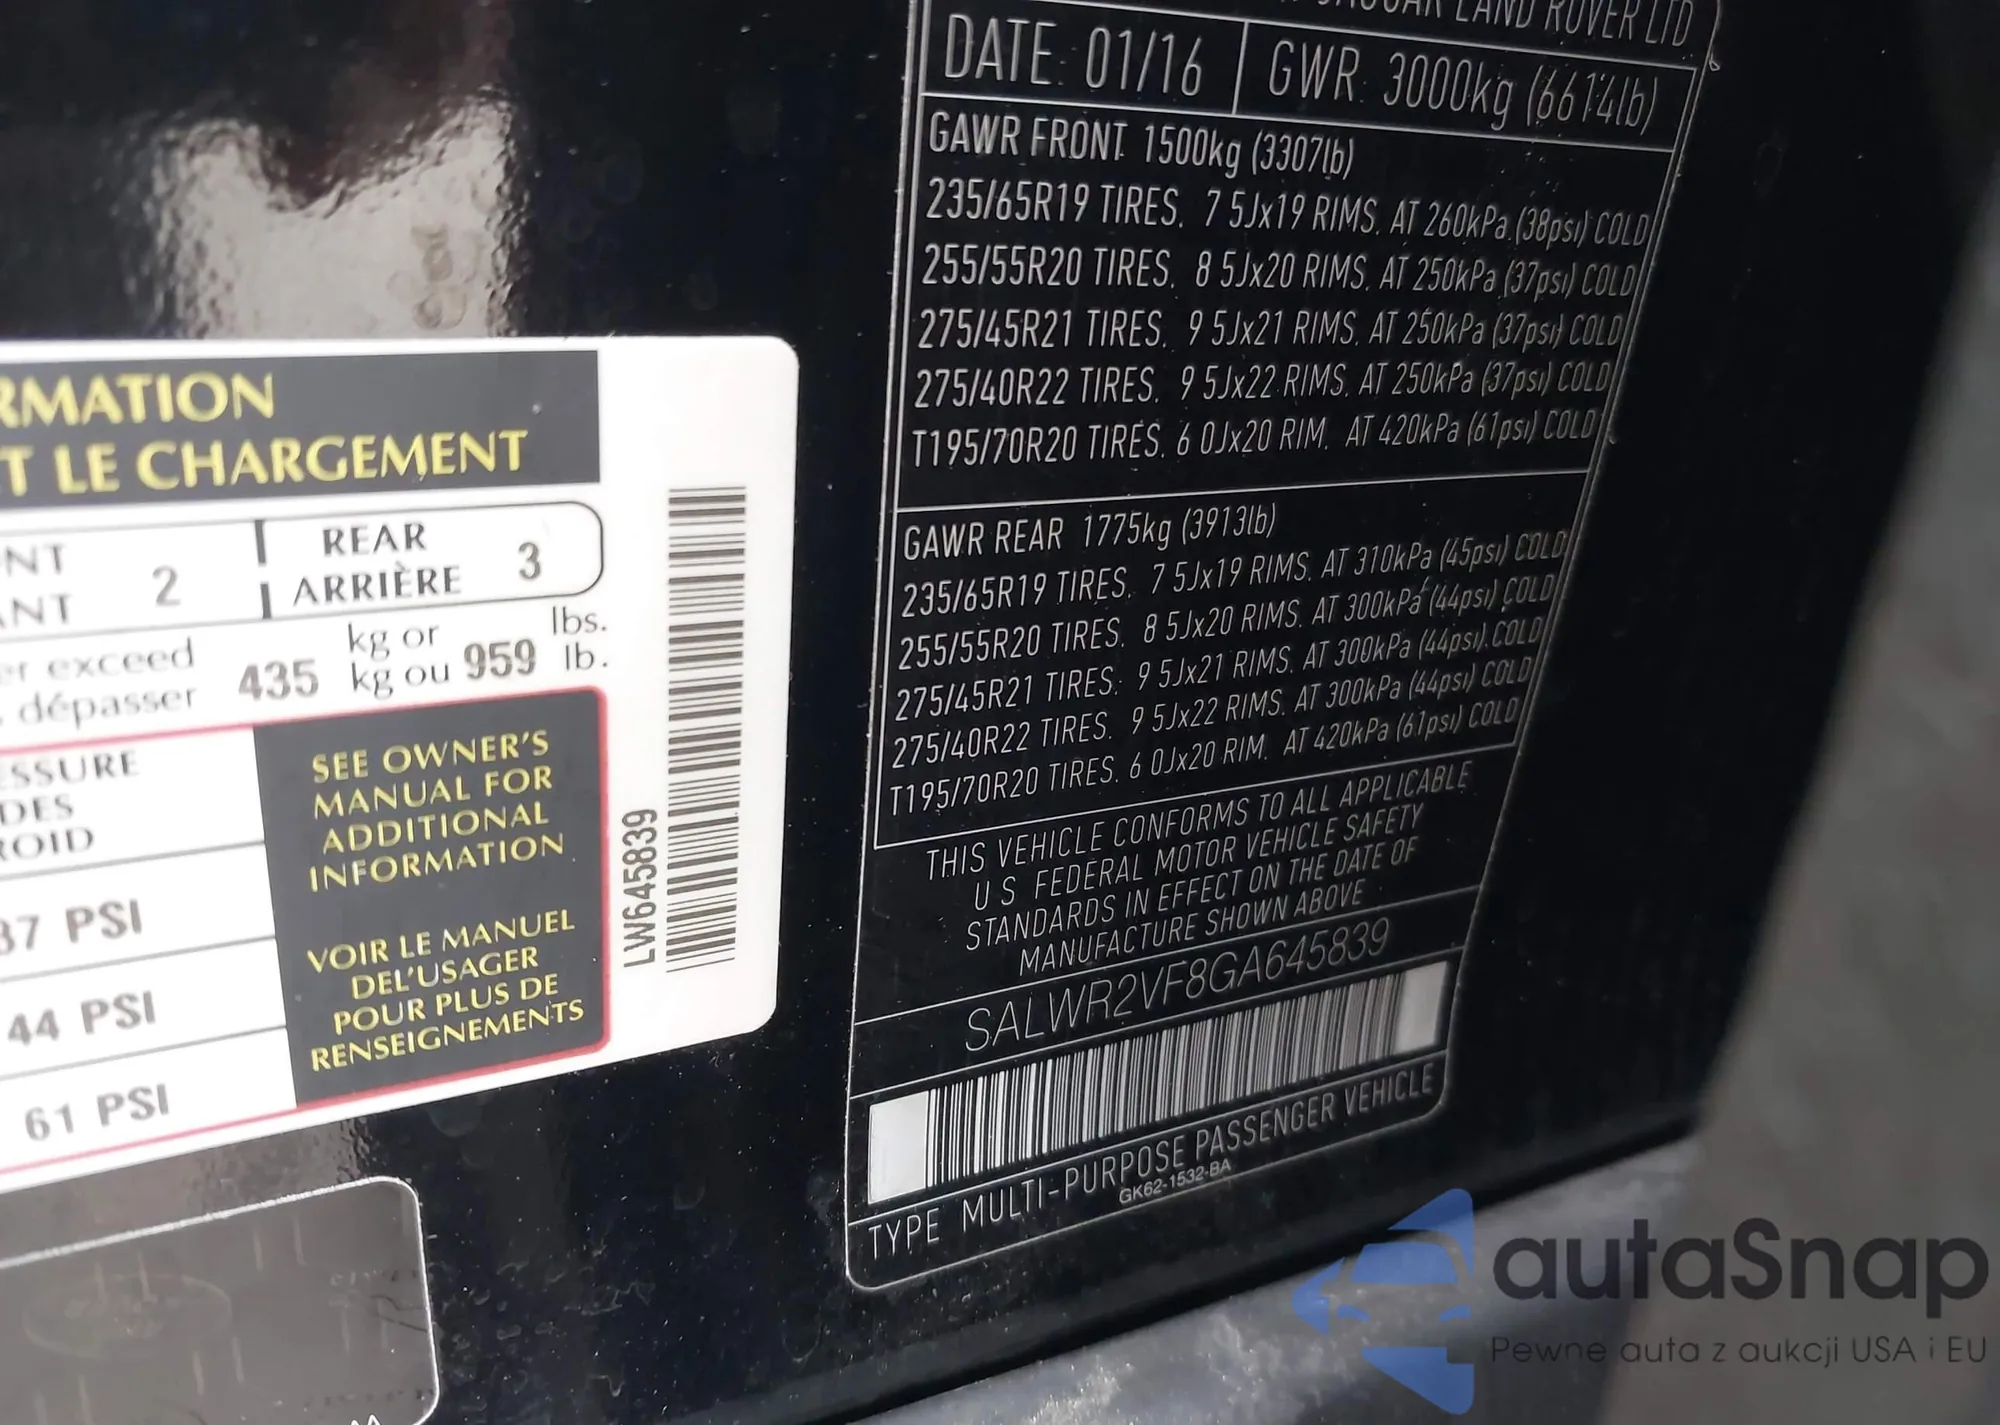 RMATION
T LE CHARGEMENT
NT
ANT
2
REAR
ARRIÈRE
3
er exceed
dépasser
435
kg or
kg ou
959
lbs.
lb.
SSURE
DES
ROID
37 PSI
44 PSI
61 PSI
SEE OWNER'S
MANUAL FOR
ADDITIONAL
INFORMATION
VOIR LE MANUEL
DEL'USAGER
POUR PLUS DE
RENSEIGNEMENTS
LW645839
JAGUAR LAND ROVER LTD
DATE: 01/16 GWR: 3000kg (6614lb)
GAWR FRONT 1500kg (3307lb)
235/65R19 TIRES, 7 5Jx19 RIMS, AT 260kPa (38psi) COLD
255/55R20 TIRES, 8 5Jx20 RIMS, AT 250kPa (37psi) COLD
275/45R21 TIRES, 9 5Jx21 RIMS, AT 250kPa (37psi) COLD
275/40R22 TIRES, 9 5Jx22 RIMS, AT 250kPa (37psi) COLD
T195/70R20 TIRES, 6 0Jx20 RIM, AT 420kPa (61psi) COLD
GAWR REAR 1775kg (3913lb)
235/65R19 TIRES, 7 5Jx19 RIMS, AT 310kPa (45psi) COLD
255/55R20 TIRES, 8 5Jx20 RIMS, AT 300kPa (44psi) COLD
275/45R21 TIRES, 9 5Jx21 RIMS, AT 300kPa (44psi) COLD
275/40R22 TIRES, 9 5Jx22 RIMS, AT 300kPa (44psi) COLD
T195/70R20 TIRES, 6 0Jx20 RIM, AT 420kPa (61psi) COLD
THIS VEHICLE CONFORMS TO ALL APPLICABLE
U S FEDERAL MOTOR VEHICLE SAFETY
STANDARDS IN EFFECT ON THE DATE OF
MANUFACTURE SHOWN ABOVE
SALWR2VF8GA645839
TYPE MULTI-PURPOSE PASSENGER VEHICLE
GK62-1532-BA
autaSnap
Pewne auta z aukcji USA i EU